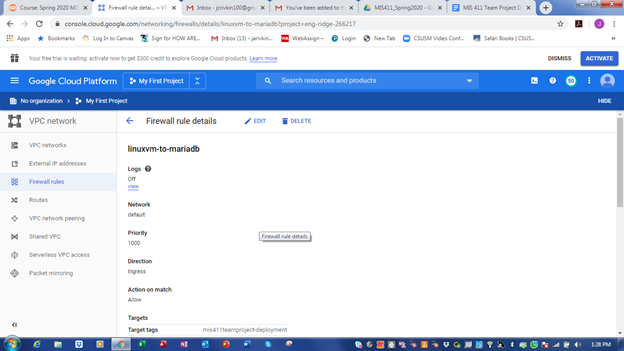 Course: Spring 2020 M
Firewall rule details
Inbox - jcnivkin100@gm
You've been added to th
MIS411_Spring2020 - G
MIS 411 Team Project D
console.cloud.google.com/networking/firewalls/details/linuxvm-to-mariadb?project=eng-ridge-266217
Apps
Bookmarks
Log In to Canvas
Sign for HOW ARE...
Inbox (13) - jcnivkin...
WebAssign -
Login
New Tab
CSUSM Video Conf...
Safari Books (CSUS...
Your free trial is waiting: activate now to get $300 credit to explore Google Cloud products. Learn more
DISMISS
ACTIVATE
Google Cloud Platform
My First Project
Search resources and products
No organization > My First Project
HIDE
VPC network
Firewall rule details
EDIT
DELETE
VPC networks
External IP addresses
Firewall rules
Routes
VPC network peering
Shared VPC
Serverless VPC access
Packet mirroring
linuxvm-to-mariadb
Logs
Off
view
Network
default
Priority
1000
Firewall rule details
Direction
Ingress
Action on match
Allow
Targets
Target tags mis411teamproject-deployment
1:28 PM